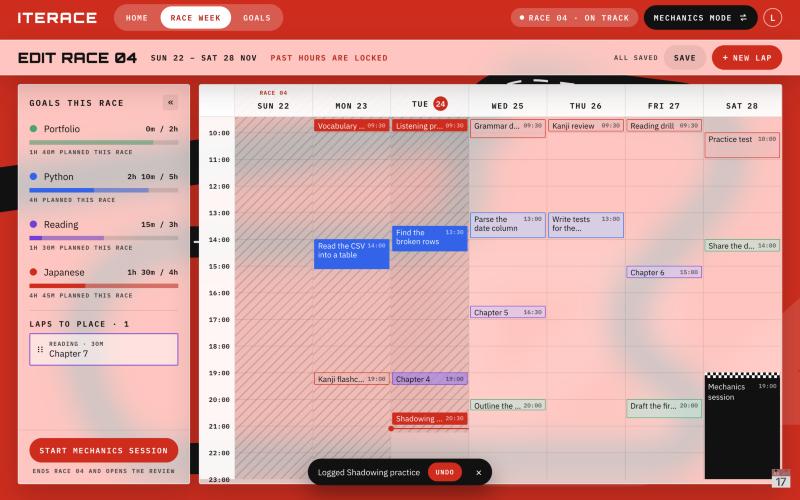 ITERACE
HOME
RACE WEEK
GOALS
RACE 04 · ON TRACK
MECHANICS MODE
L
EDIT RACE 04
SUN 22 – SAT 28 NOV
PAST HOURS ARE LOCKED
ALL SAVED
SAVE
+ NEW LAP
GOALS THIS RACE
«
Portfolio 0m / 2h
1H 40M PLANNED THIS RACE
Python 2h 10m / 5h
4H PLANNED THIS RACE
Reading 15m / 3h
1H 30M PLANNED THIS RACE
Japanese 1h 30m / 4h
4H 45M PLANNED THIS RACE
LAPS TO PLACE · 1
READING · 30M
Chapter 7
START MECHANICS SESSION
ENDS RACE 04 AND OPENS THE REVIEW
RACE 04
SUN 22
MON 23
TUE 24
WED 25
THU 26
FRI 27
SAT 28
10:00
11:00
12:00
13:00
14:00
15:00
16:00
17:00
18:00
19:00
20:00
21:00
22:00
23:00
Vocabulary ... 09:30
Read the CSV 14:00
into a table
Kanji flashc... 19:00
Listening pr... 09:30
Find the 13:30
broken rows
Chapter 4 19:00
Shadowing ... 20:30
Grammar d... 09:30
Parse the 13:00
date column
Chapter 5 16:30
Outline the ... 20:00
Kanji review 09:30
Write tests 13:00
for the...
Reading drill 09:30
Chapter 6 15:00
Draft the fir... 20:00
Practice test 10:00
Share the d... 14:00
Mechanics 19:00
session
Logged Shadowing practice
UNDO
×
17